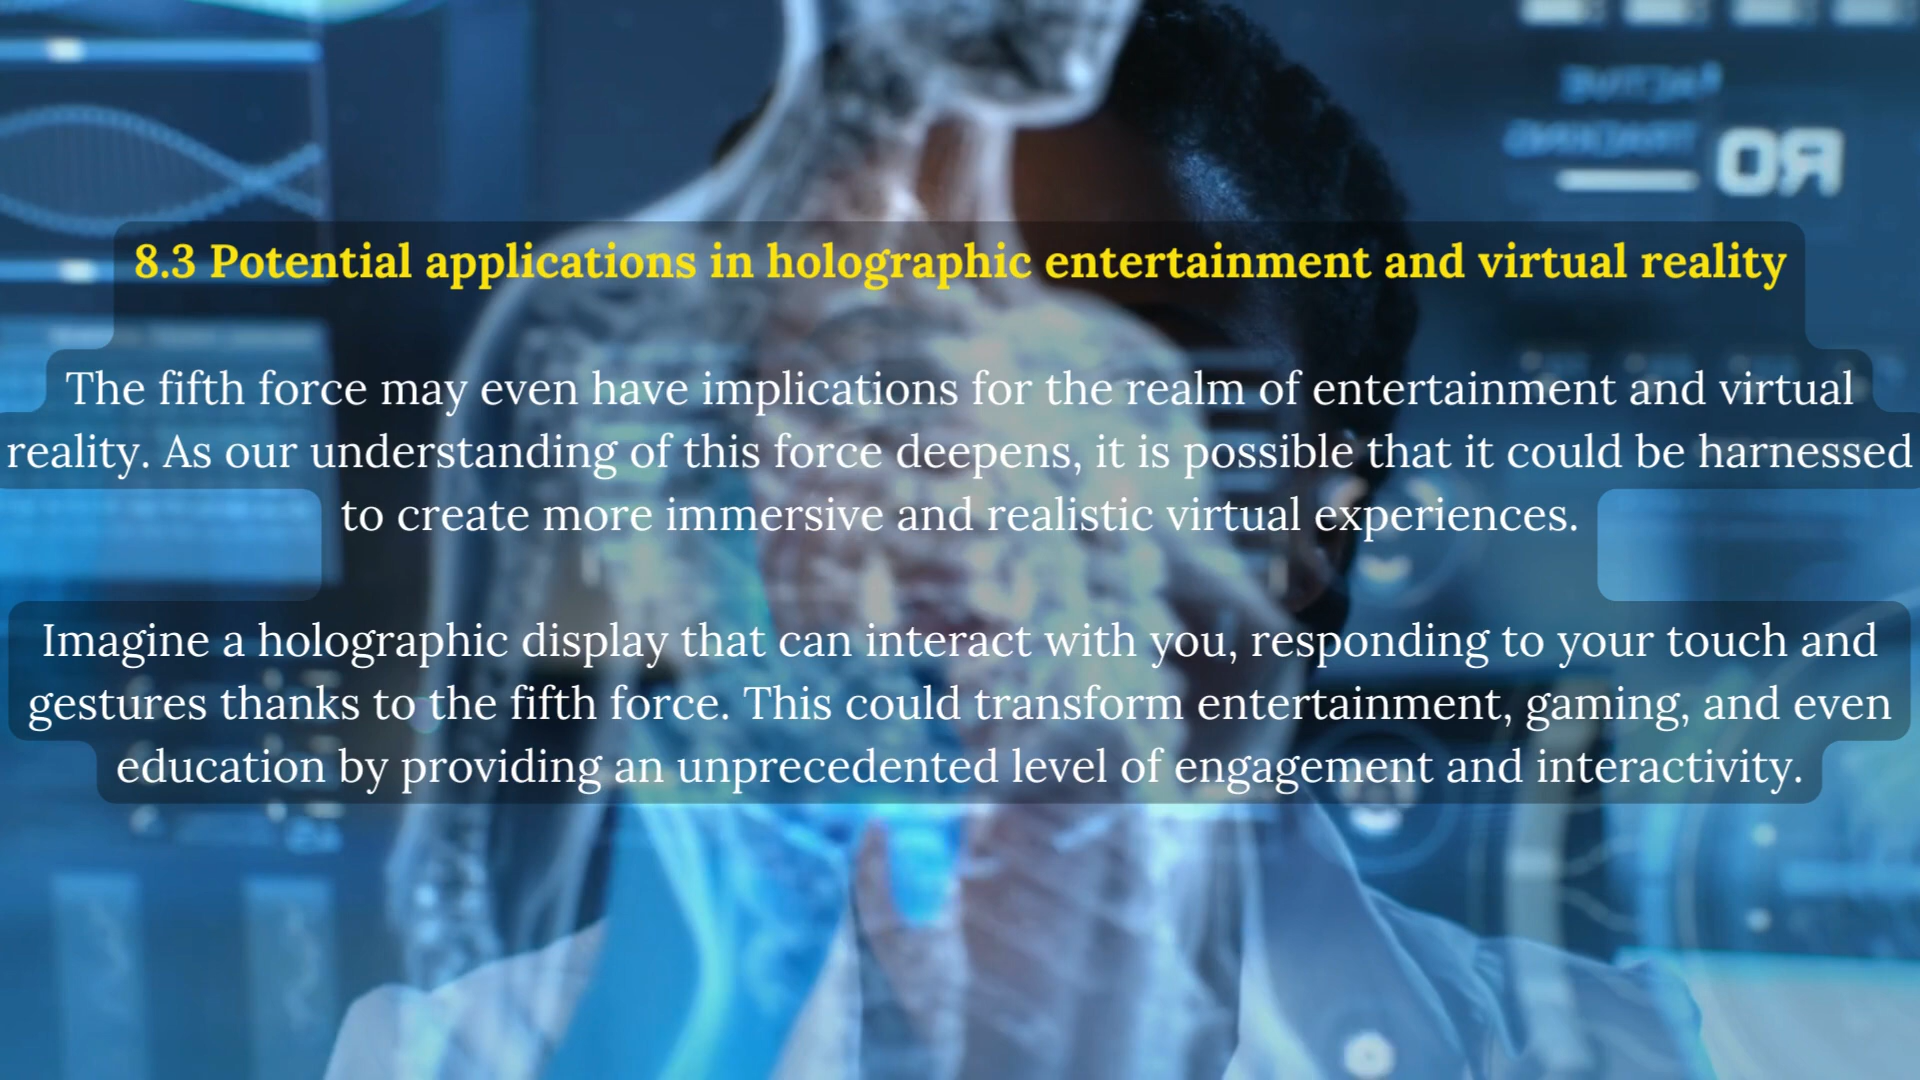 8.3 Potential applications in holographic entertainment and virtual reality
The fifth force may even have implications for the realm of entertainment and virtual
reality. As our understanding of this force deepens, it is possible that it could be harnessed
to create more immersive and realistic virtual experiences.
Imagine a holographic display that can interact with you, responding to your touch and
gestures thanks to the fifth force. This could transform entertainment, gaming, and even
education by providing an unprecedented level of engagement and interactivity.